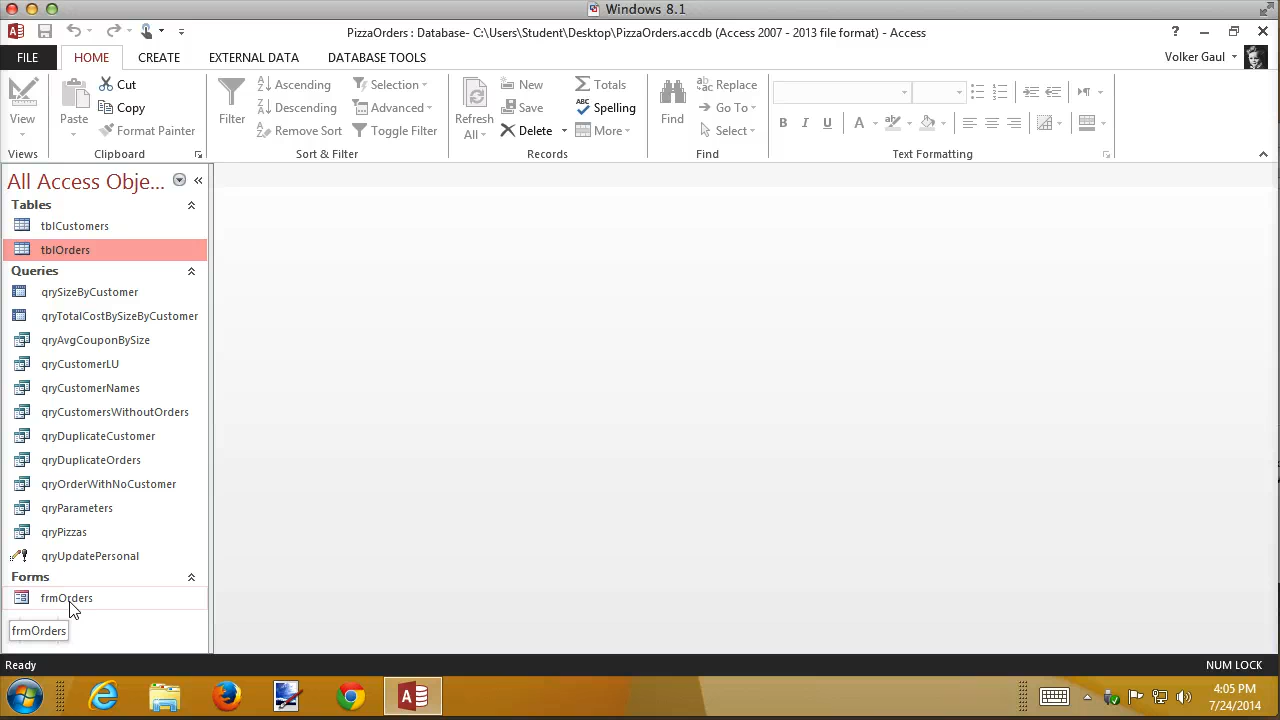 Windows 8.1
PizzaOrders : Database- C:\Users\Student\Desktop\PizzaOrders.accdb (Access 2007 - 2013 file format) - Access
FILE HOME CREATE EXTERNAL DATA DATABASE TOOLS Volker Gaul
View
Views
Paste
Cut
Copy
Format Painter
Clipboard
Filter
Ascending
Descending
Remove Sort
Selection
Advanced
Toggle Filter
Sort & Filter
Refresh
All
New
Save
Delete
Totals
Spelling
More
Records
Find
Replace
Go To
Select
Find
Text Formatting
All Access Obje...
Tables
tblCustomers
tblOrders
Queries
qrySizeByCustomer
qryTotalCostBySizeByCustomer
qryAvgCouponBySize
qryCustomerLU
qryCustomerNames
qryCustomersWithoutOrders
qryDuplicateCustomer
qryDuplicateOrders
qryOrderWithNoCustomer
qryParameters
qryPizzas
qryUpdatePersonal
Forms
frmOrders
frmOrders
Ready NUM LOCK
4:05 PM
7/24/2014